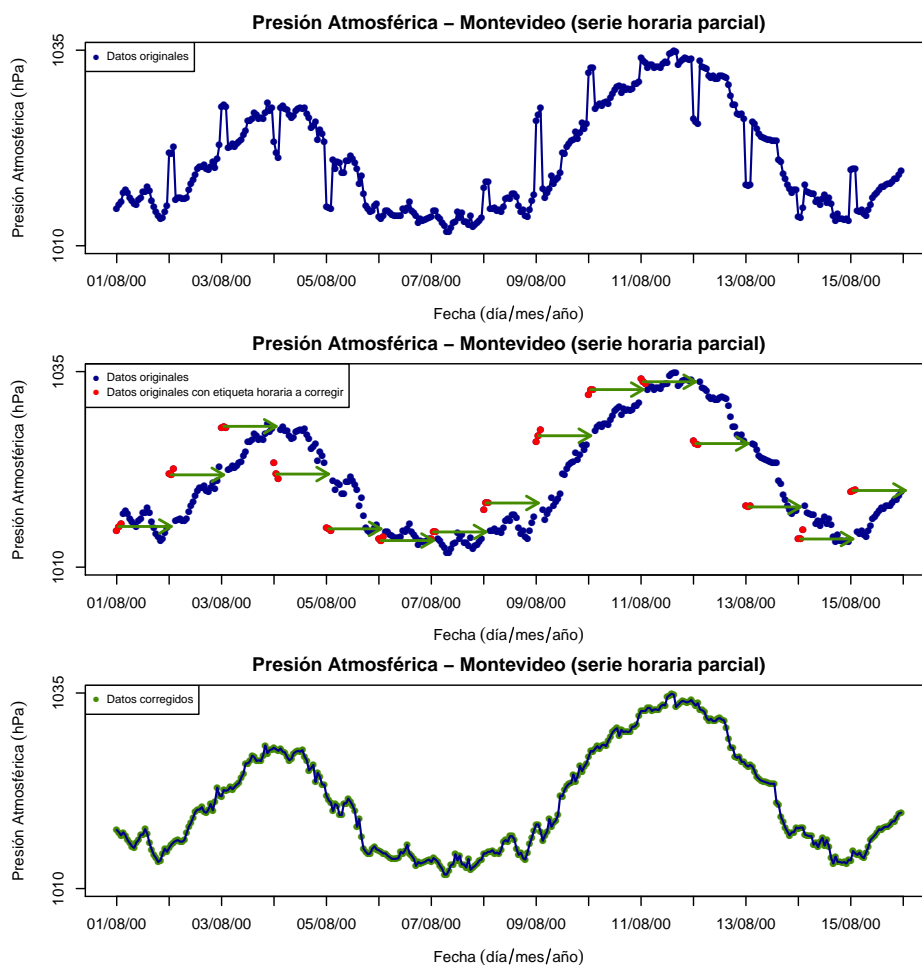 Presión Atmosférica – Montevideo (serie horaria parcial)
Presión Atmosférica (hPa)
1035
1010
Datos originales
01/08/00 03/08/00 05/08/00 07/08/00 09/08/00 11/08/00 13/08/00 15/08/00
Fecha (día/mes/año)
Presión Atmosférica – Montevideo (serie horaria parcial)
Presión Atmosférica (hPa)
1035
1010
Datos originales
Datos originales con etiqueta horaria a corregir
01/08/00 03/08/00 05/08/00 07/08/00 09/08/00 11/08/00 13/08/00 15/08/00
Fecha (día/mes/año)
Presión Atmosférica – Montevideo (serie horaria parcial)
Presión Atmosférica (hPa)
1035
1010
Datos corregidos
01/08/00 03/08/00 05/08/00 07/08/00 09/08/00 11/08/00 13/08/00 15/08/00
Fecha (día/mes/año)